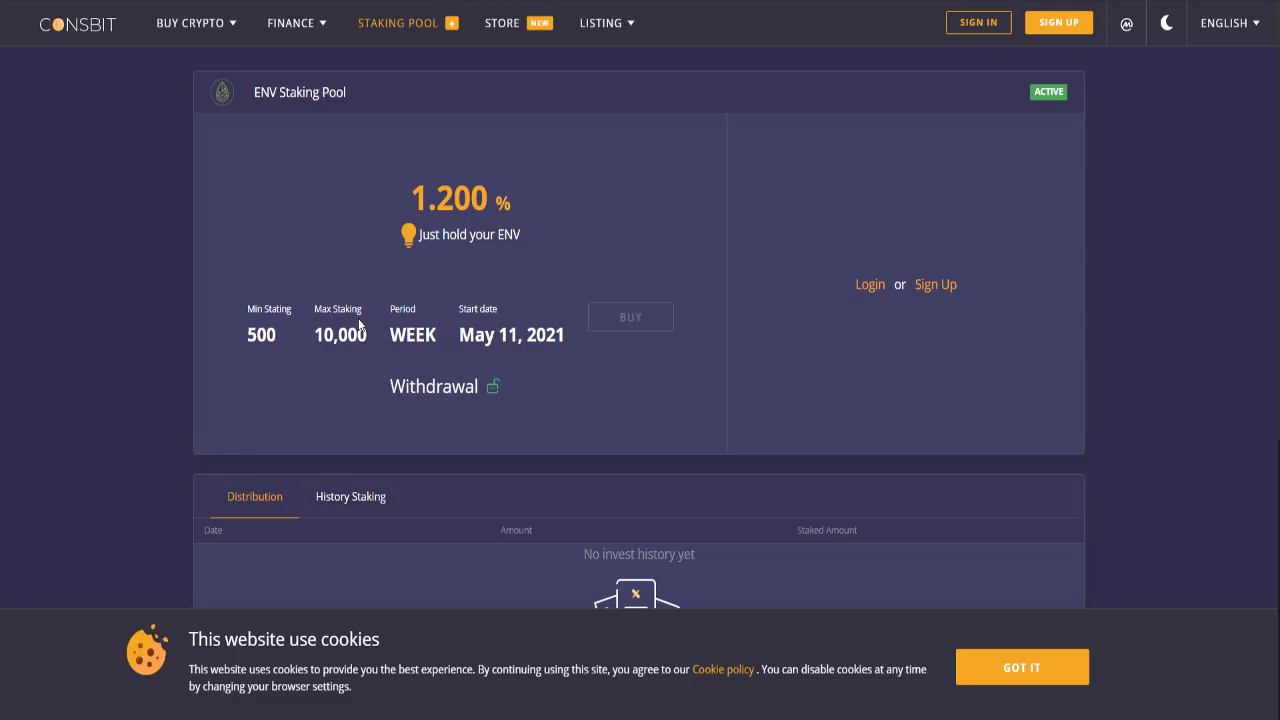 CONSBIT BUY CRYPTO FINANCE STAKING POOL STORE NEW LISTING SIGN IN SIGN UP ENGLISH
ENV Staking Pool ACTIVE
1.200 %
Just hold your ENV
Login or Sign Up
Min Stating Max Staking Period Start date
500 10,000 WEEK May 11, 2021
BUY
Withdrawal
Distribution History Staking
Date Amount Staked Amount
No invest history yet
This website use cookies
This website uses cookies to provide you the best experience. By continuing using this site, you agree to our Cookie policy . You can disable cookies at any time
by changing your browser settings.
GOT IT